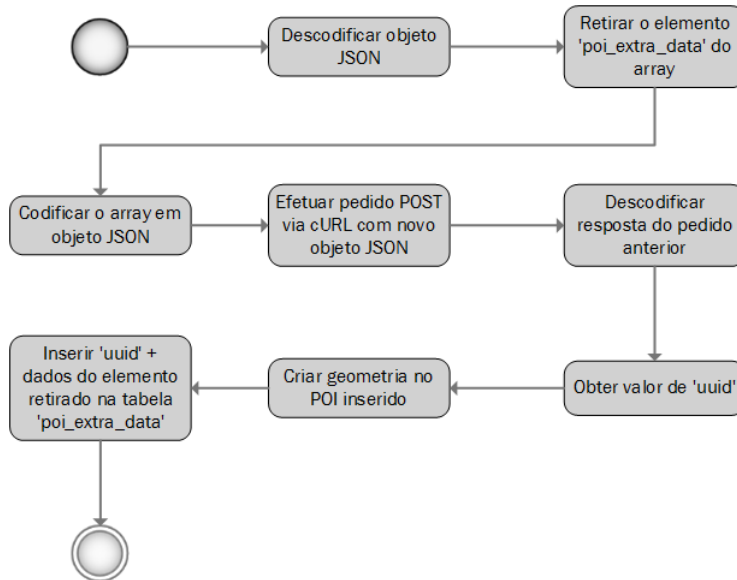 Descodificar objeto
JSON
Retirar o elemento
'poi_extra_data' do
array
Codificar o array em
objeto JSON
Efetuar pedido POST
via cURL com novo
objeto JSON
Descodificar
resposta do pedido
anterior
Obter valor de 'uuid'
Criar geometria no
POI inserido
Inserir 'uuid' +
dados do elemento
retirado na tabela
'poi_extra_data'